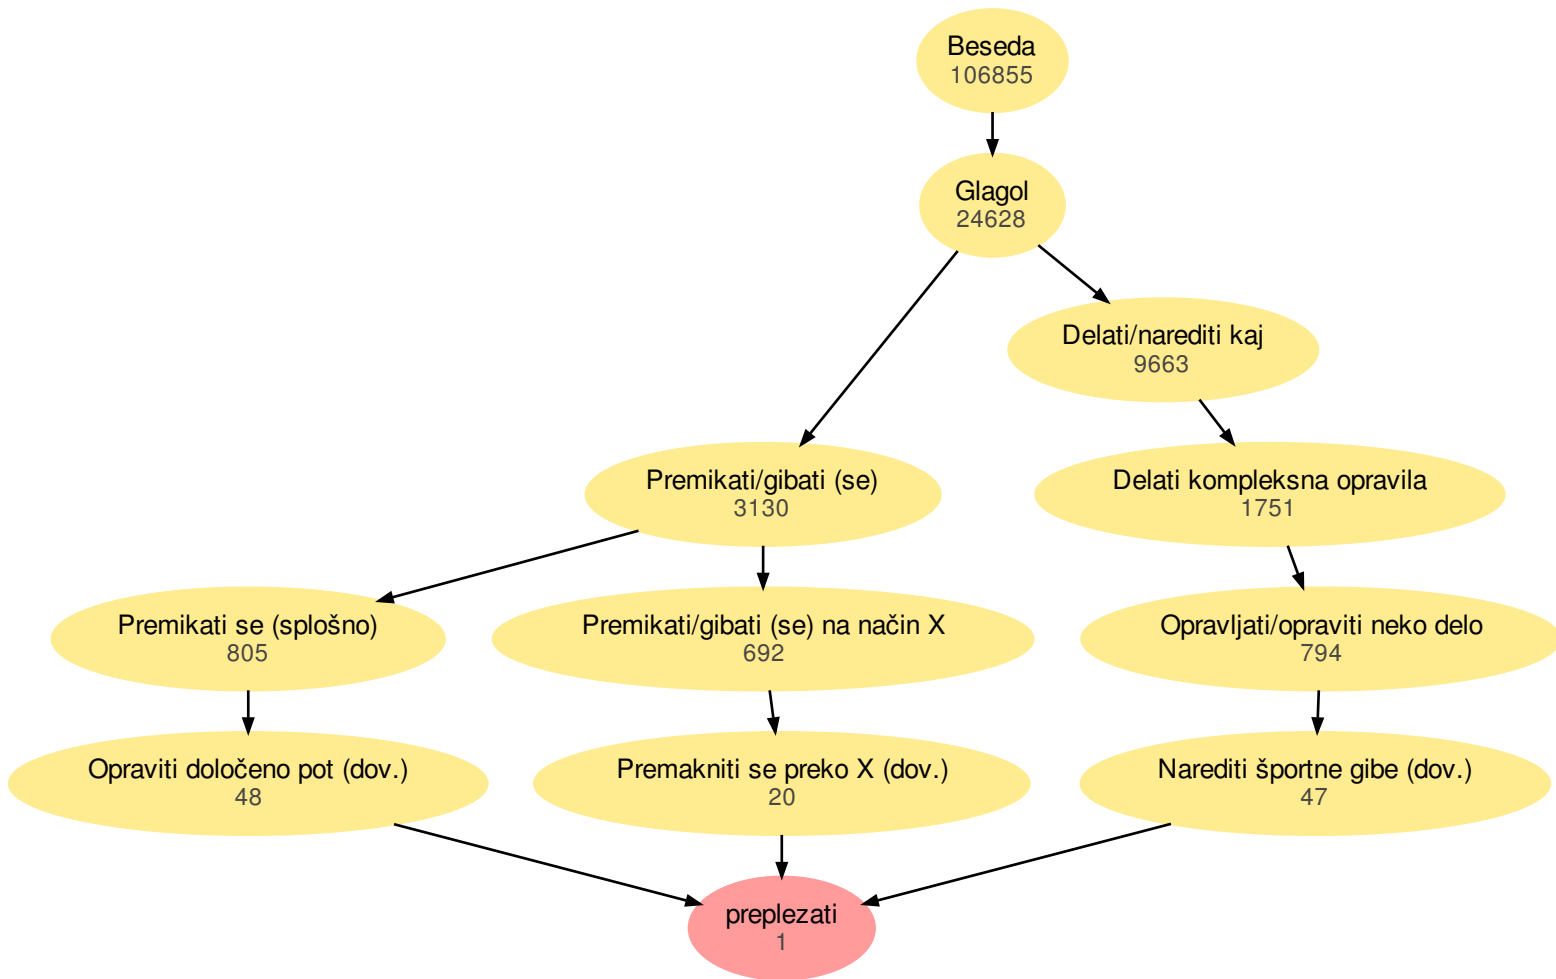 Beseda
106855
Glagol
24628
Delati/narediti kaj
9663
Premikati/gibati (se)
3130
Delati kompleksna opravila
1751
Premikati se (splošno)
805
Premikati/gibati (se) na način X
692
Opravljati/opraviti neko delo
794
Opraviti določeno pot (dov.)
48
Premakniti se preko X (dov.)
20
Narediti športne gibe (dov.)
47
preplezati
1